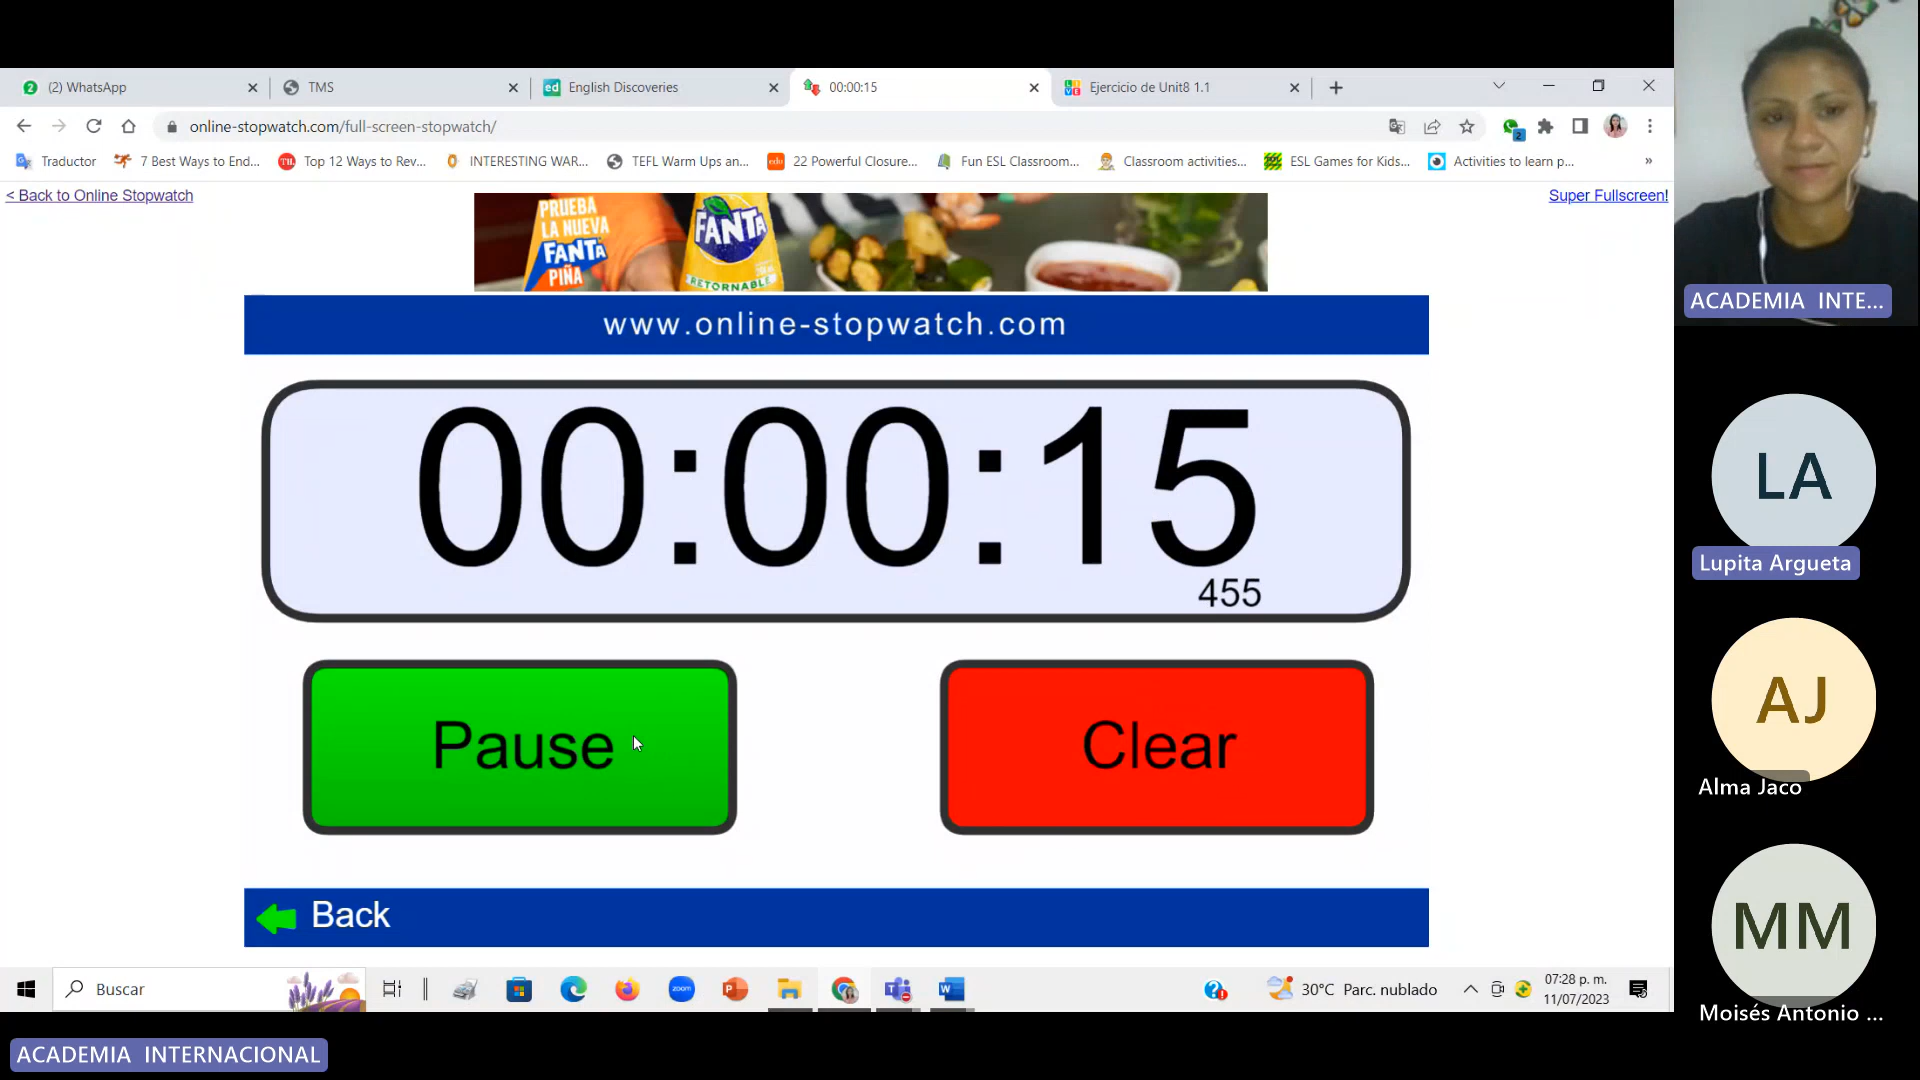 (2) WhatsApp
TMS
ed English Discoveries
00:00:15
LIVE Ejercicio de Unit8 1.1
online-stopwatch.com/full-screen-stopwatch/
2
Traductor
7 Best Ways to End...
Top 12 Ways to Rev...
INTERESTING WAR...
TEFL Warm Ups an...
edu 22 Powerful Closure...
Fun ESL Classroom...
Classroom activities...
ESL Games for Kids...
Activities to learn p...
»
< Back to Online Stopwatch
Super Fullscreen!
PRUEBA
LA NUEVA
FANTA
PIÑA
FANTA
RETORNABLE
www.online-stopwatch.com
00:00:15
455
Pause
Clear
Back
Buscar
zoom
30°C Parc. nublado
07:28 p. m.
11/07/2023
ACADEMIA INTERNACIONAL
ACADEMIA INTE...
LA
Lupita Argueta
AJ
Alma Jaco
MM
Moisés Antonio ...